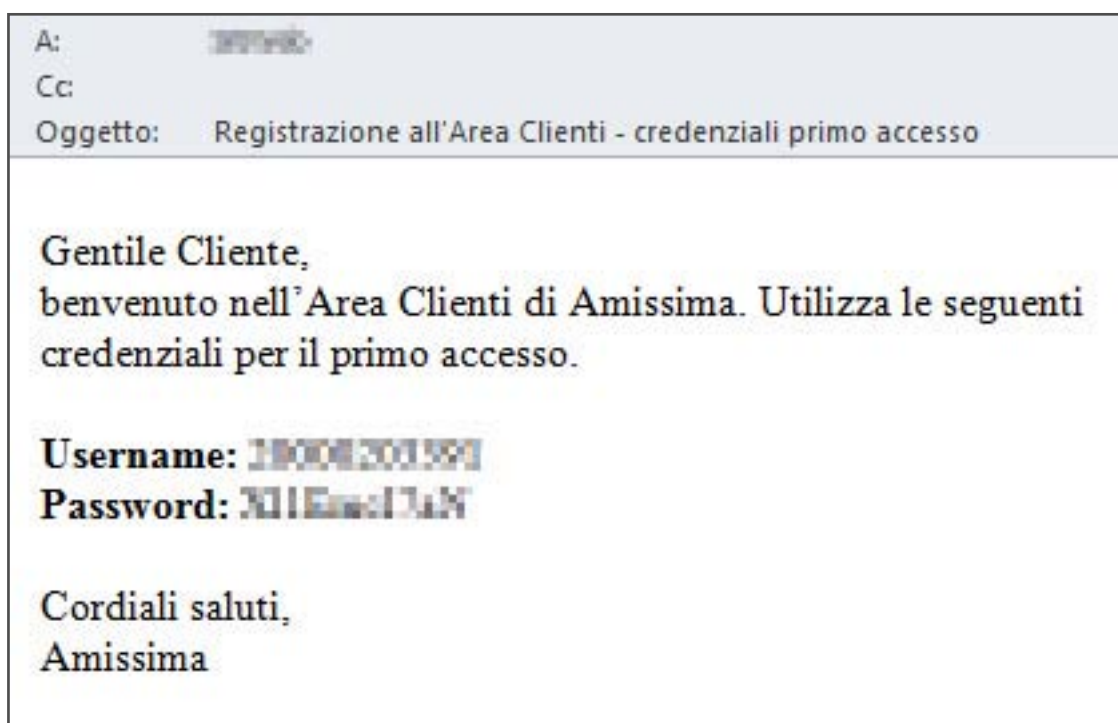 A:
Cc:
Oggetto: Registrazione all'Area Clienti - credenziali primo accesso
Gentile Cliente,
benvenuto nell’Area Clienti di Amissima. Utilizza le seguenti
credenziali per il primo accesso.
Username:
Password:
Cordiali saluti,
Amissima